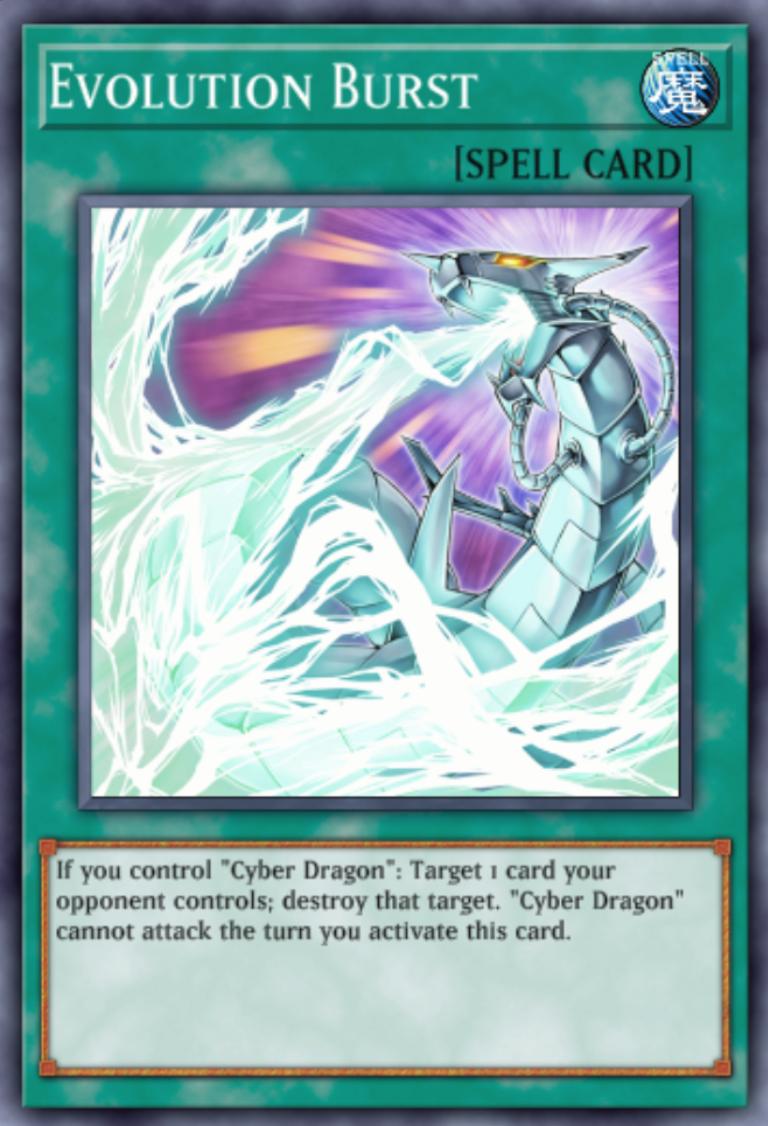 Evolution Burst
SPELL
魔
[SPELL CARD]
If you control "Cyber Dragon": Target 1 card your
opponent controls; destroy that target. "Cyber Dragon"
cannot attack the turn you activate this card.